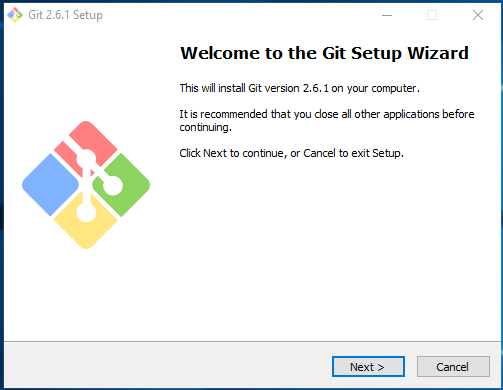 Git 2.6.1 Setup
Welcome to the Git Setup Wizard
This will install Git version 2.6.1 on your computer.
It is recommended that you close all other applications before
continuing.
Click Next to continue, or Cancel to exit Setup.
Next >
Cancel